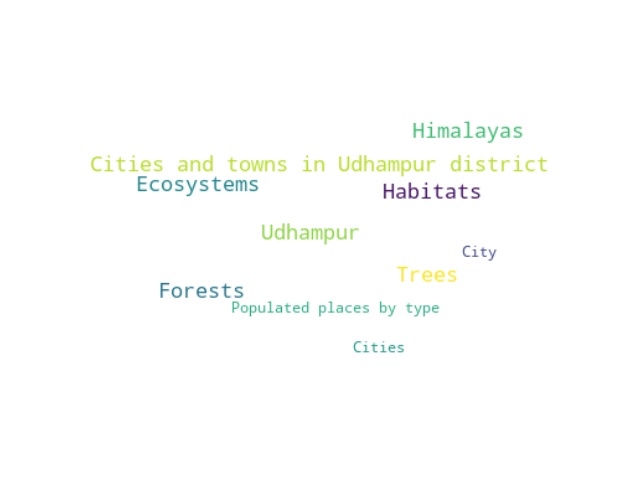 Himalayas
Cities and towns in Udhampur district
Ecosystems
Habitats
Udhampur
City
Trees
Forests
Populated places by type
Cities